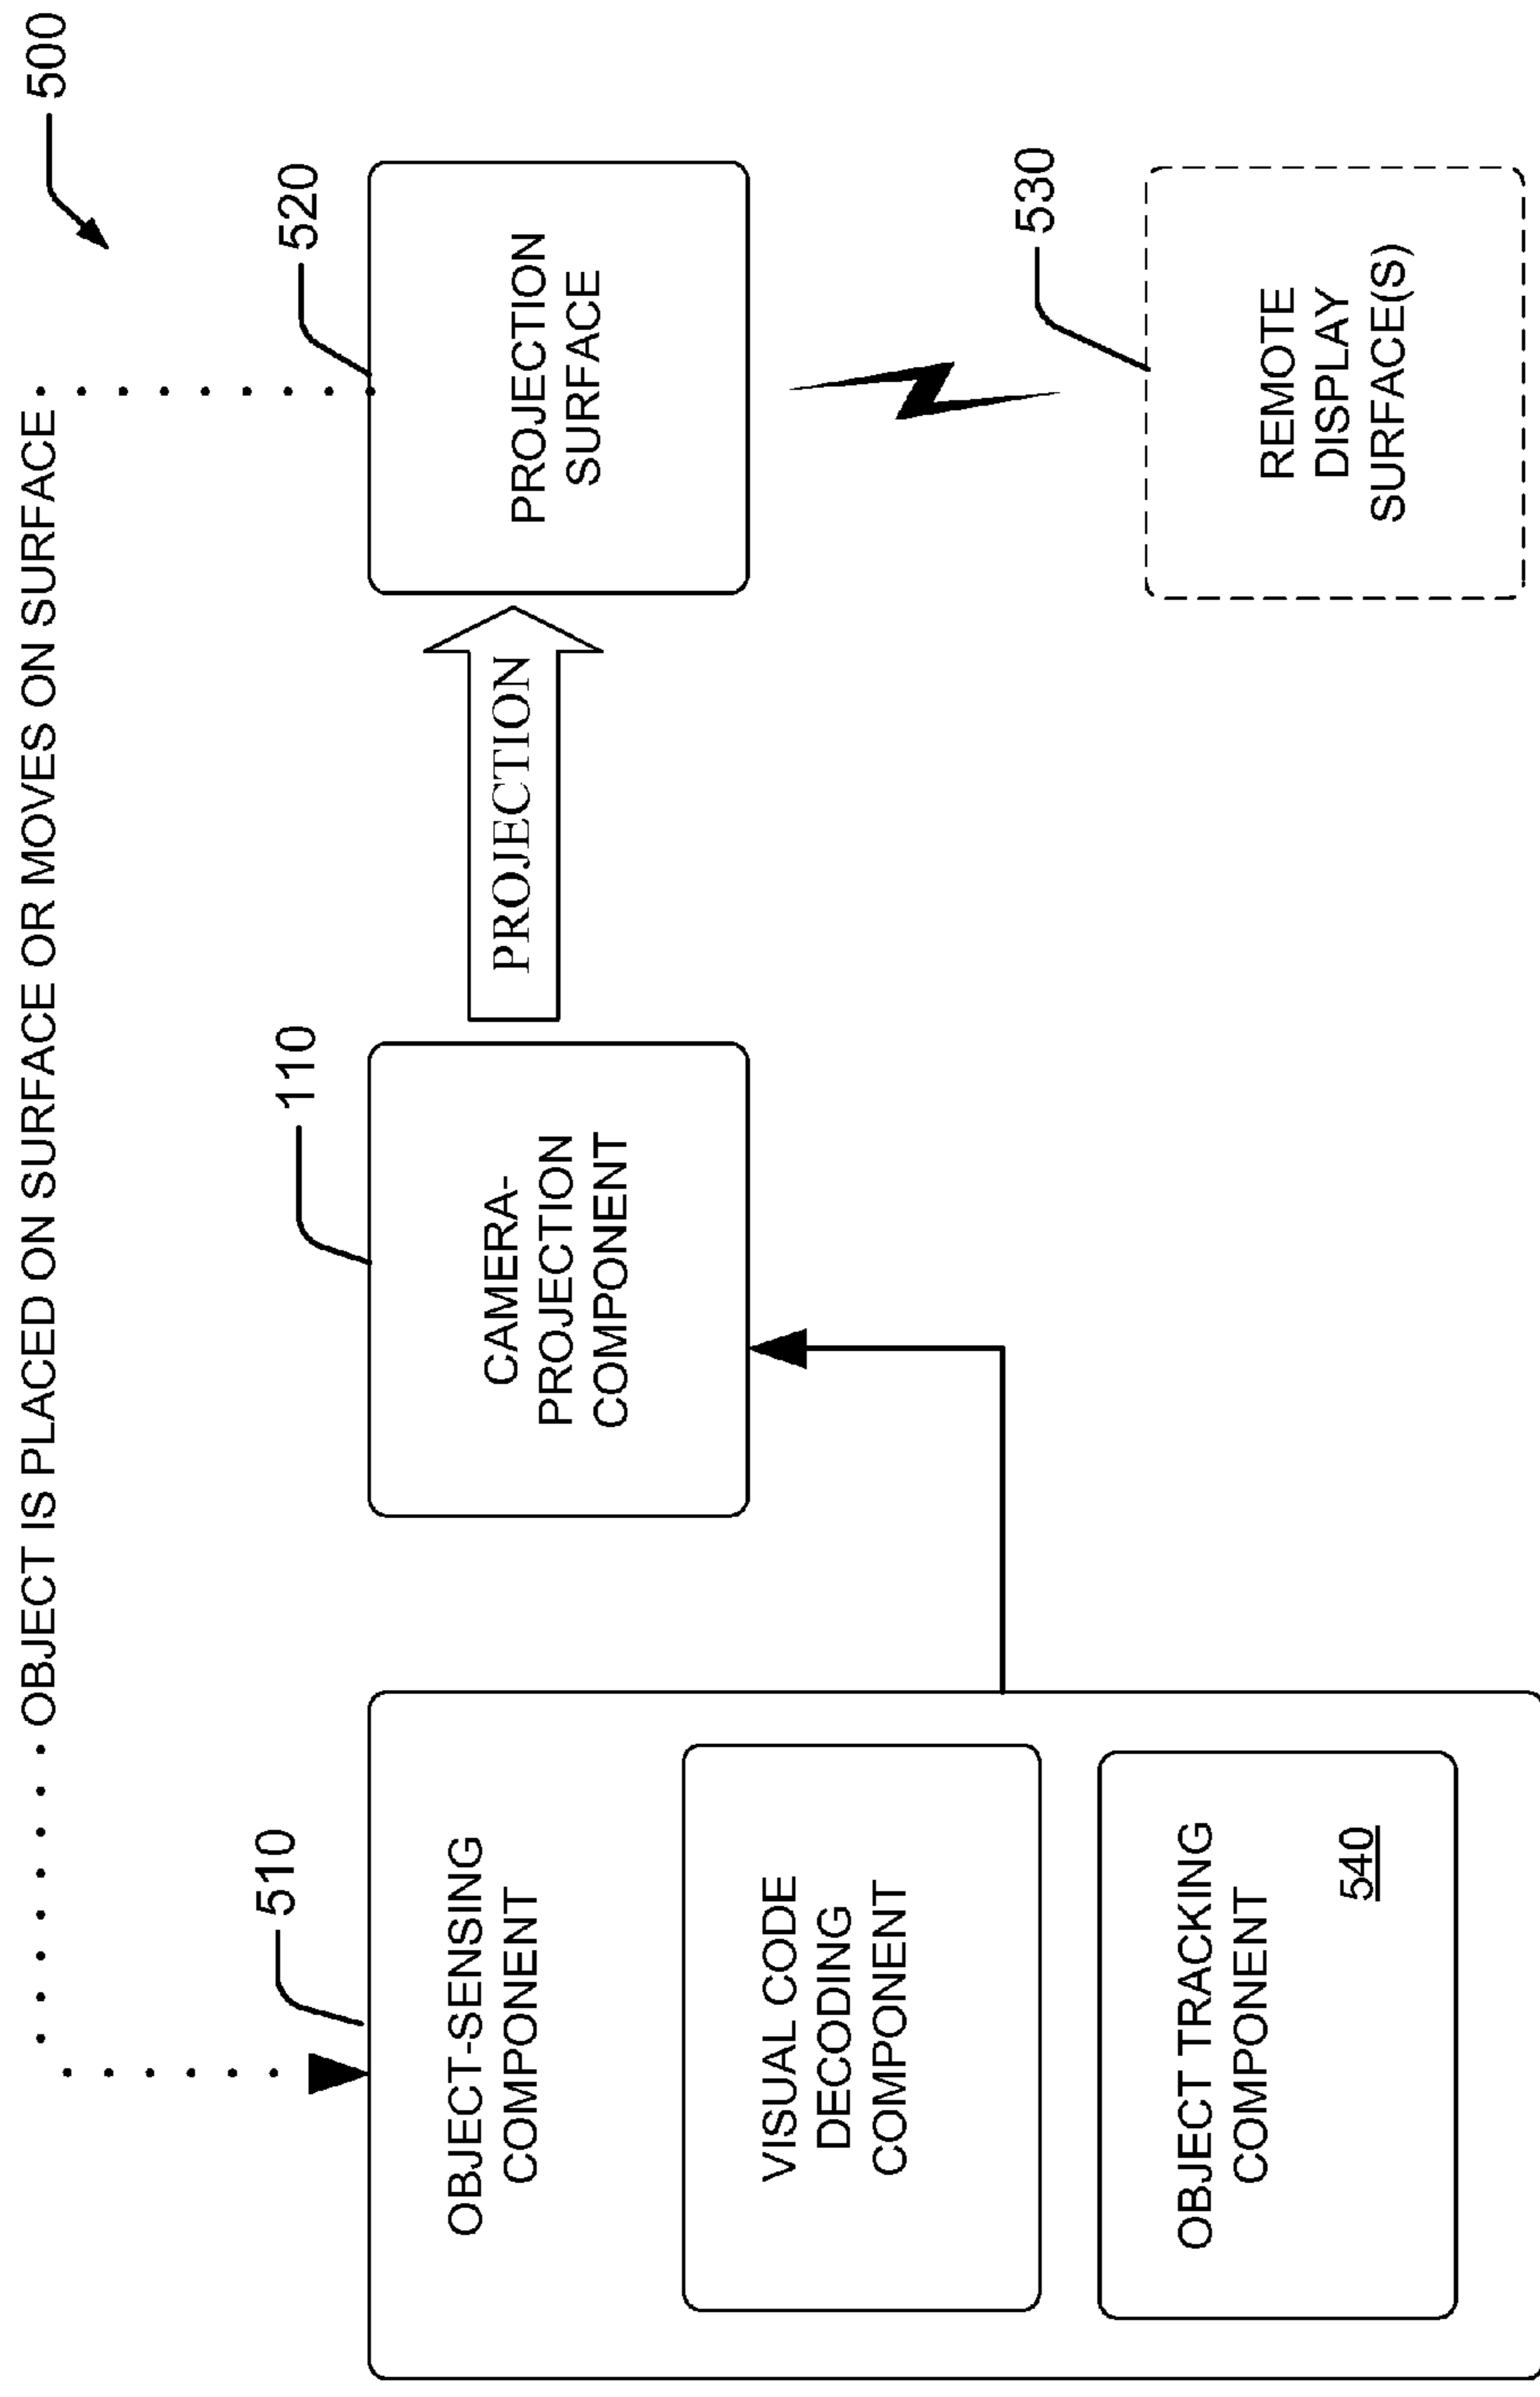 500
OBJECT IS PLACED ON SURFACE OR MOVES ON SURFACE
510
OBJECT-SENSING
COMPONENT
VISUAL CODE
DECODING
COMPONENT
OBJECT TRACKING
COMPONENT
540
110
CAMERA-
PROJECTION
COMPONENT
PROJECTION
520
PROJECTION
SURFACE
530
REMOTE
DISPLAY
SURFACE(S)